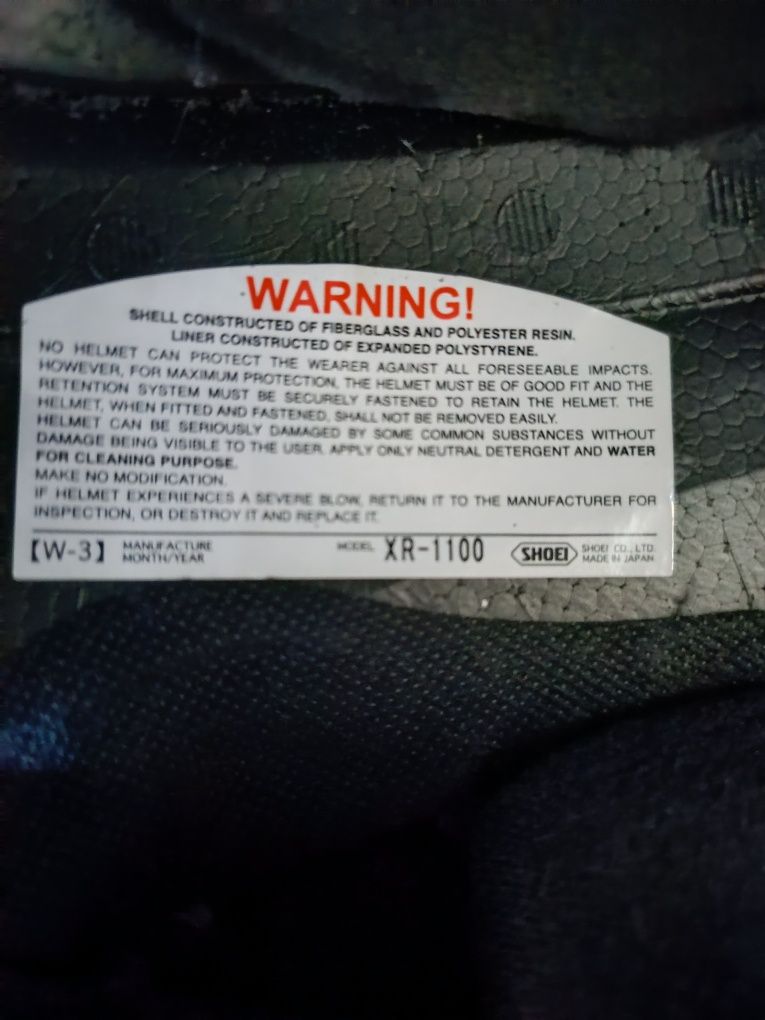 WARNING!
SHELL CONSTRUCTED OF FIBERGLASS AND POLYESTER RESIN.
LINER CONSTRUCTED OF EXPANDED POLYSTYRENE.
NO HELMET CAN PROTECT THE WEARER AGAINST ALL FORESEEABLE IMPACTS.
HOWEVER, FOR MAXIMUM PROTECTION, THE HELMET MUST BE OF GOOD FIT AND THE
RETENTION SYSTEM MUST BE SECURELY FASTENED TO RETAIN THE HELMET. THE
HELMET, WHEN FITTED AND FASTENED, SHALL NOT BE REMOVED EASILY.
HELMET CAN BE SERIOUSLY DAMAGED BY SOME COMMON SUBSTANCES WITHOUT
DAMAGE BEING VISIBLE TO THE USER. APPLY ONLY NEUTRAL DETERGENT AND WATER
FOR CLEANING PURPOSE.
MAKE NO MODIFICATION.
IF HELMET EXPERIENCES A SEVERE BLOW, RETURN IT TO THE MANUFACTURER FOR
INSPECTION, OR DESTROY IT AND REPLACE IT.
【W-3】 MANUFACTURE MONTH/YEAR MODEL XR-1100 SHOEI SHOEI CO., LTD. MADE IN JAPAN